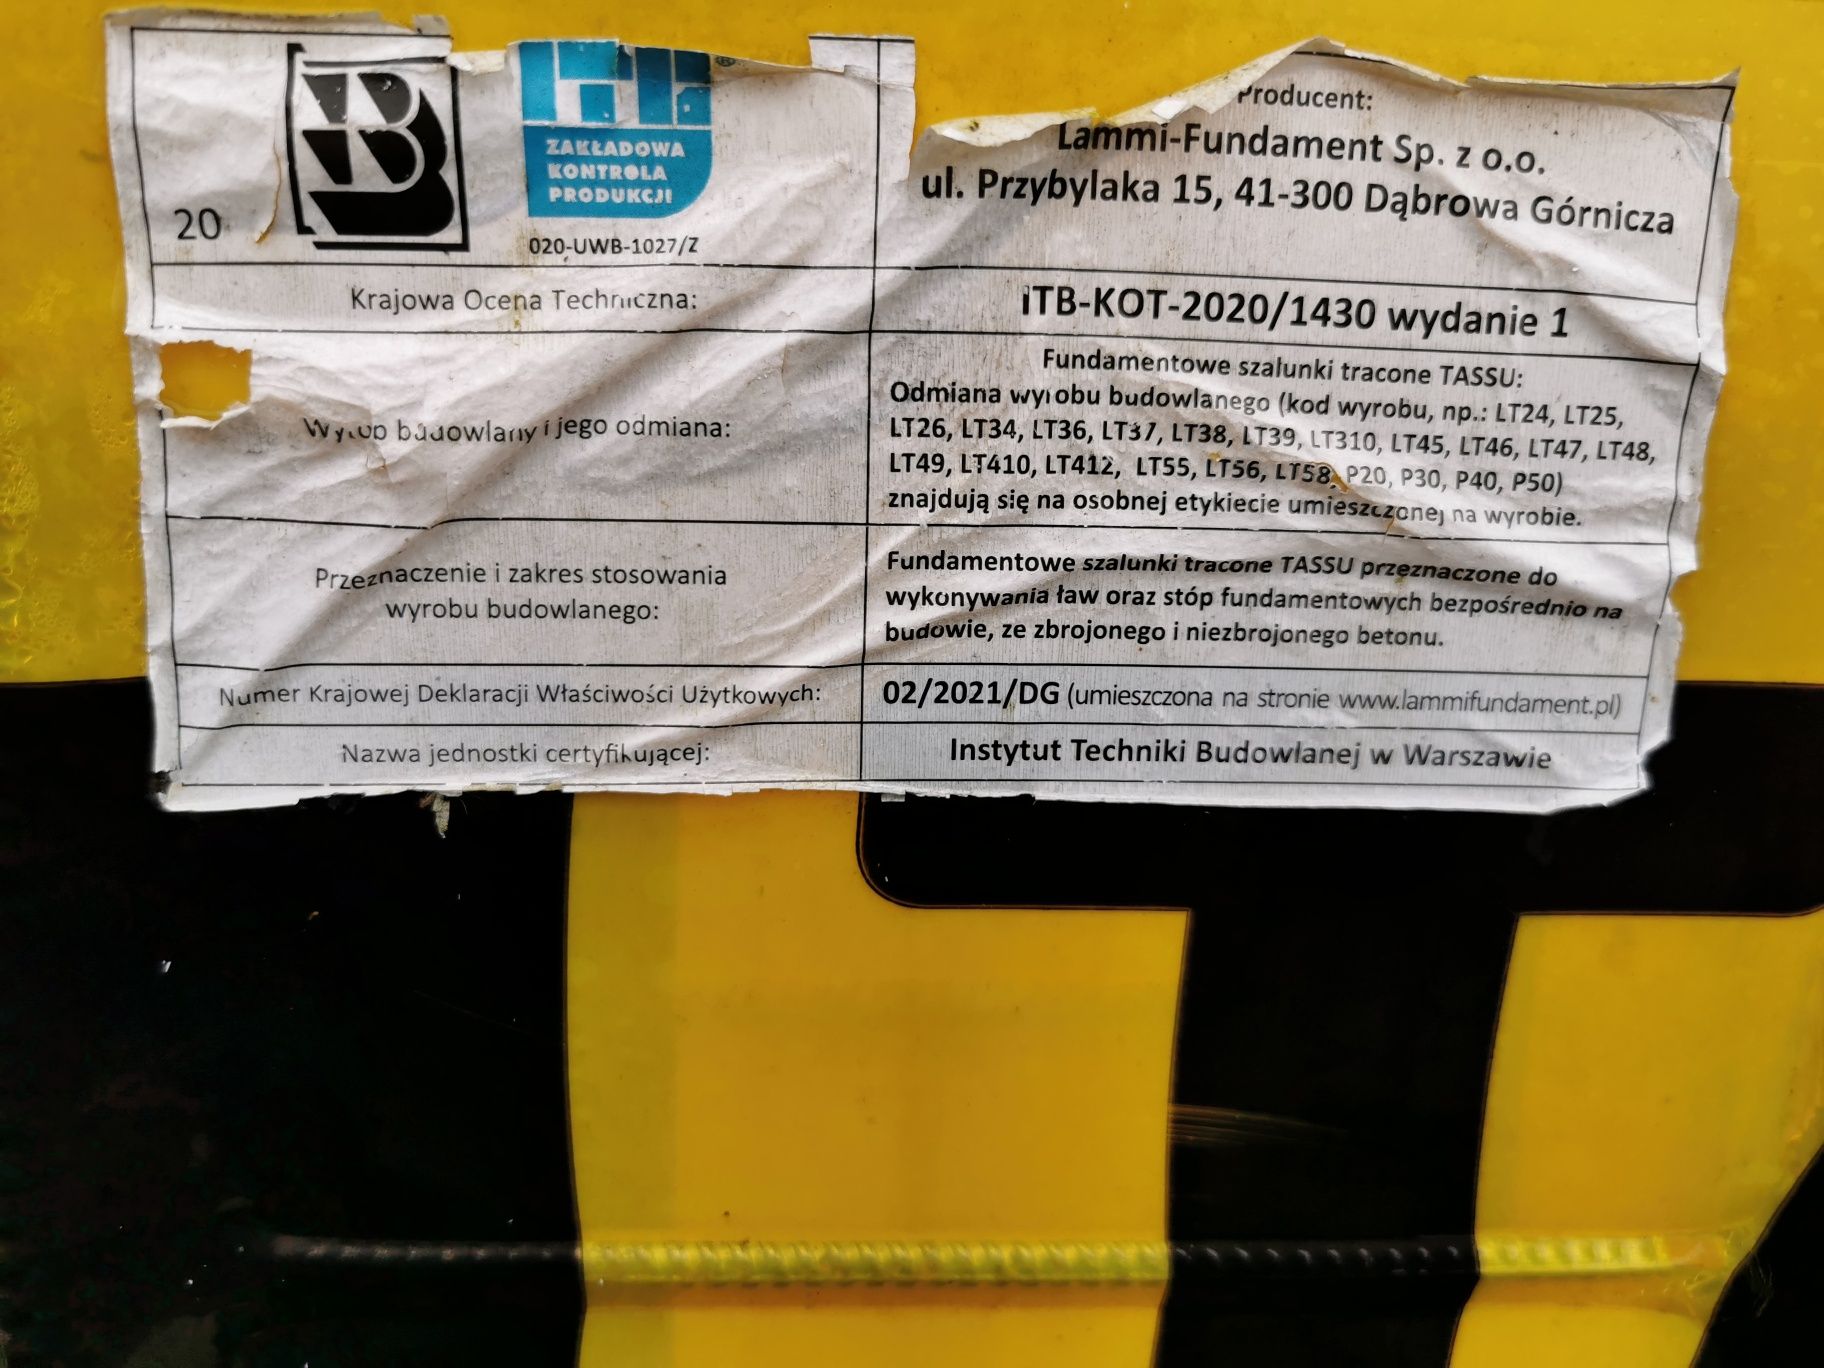 20
B
ZAKŁADOWA
KONTROLA
PRODUKCJI
®
020-UWB-1027/Z
Producent:
Lammi-Fundament Sp. z o.o.
ul. Przybylaka 15, 41-300 Dąbrowa Górnicza
Krajowa Ocena Techniczna:
ITB-KOT-2020/1430 wydanie 1
Wyrób budowlany i jego odmiana:
Fundamentowe szalunki tracone TASSU:
Odmiana wyrobu budowlanego (kod wyrobu, np.: LT24, LT25,
LT26, LT34, LT36, LT37, LT38, LT39, LT310, LT45, LT46, LT47, LT48,
LT49, LT410, LT412, LT55, LT56, LT58, P20, P30, P40, P50)
znajdują się na osobnej etykiecie umieszczonej na wyrobie.
Przeznaczenie i zakres stosowania
wyrobu budowlanego:
Fundamentowe szalunki tracone TASSU przeznaczone do
wykonywania ław oraz stóp fundamentowych bezpośrednio na
budowie, ze zbrojonego i niezbrojonego betonu.
Numer Krajowej Deklaracji Właściwości Użytkowych:
02/2021/DG (umieszczona na stronie www.lammifundament.pl)
Nazwa jednostki certyfikującej:
Instytut Techniki Budowlanej w Warszawie